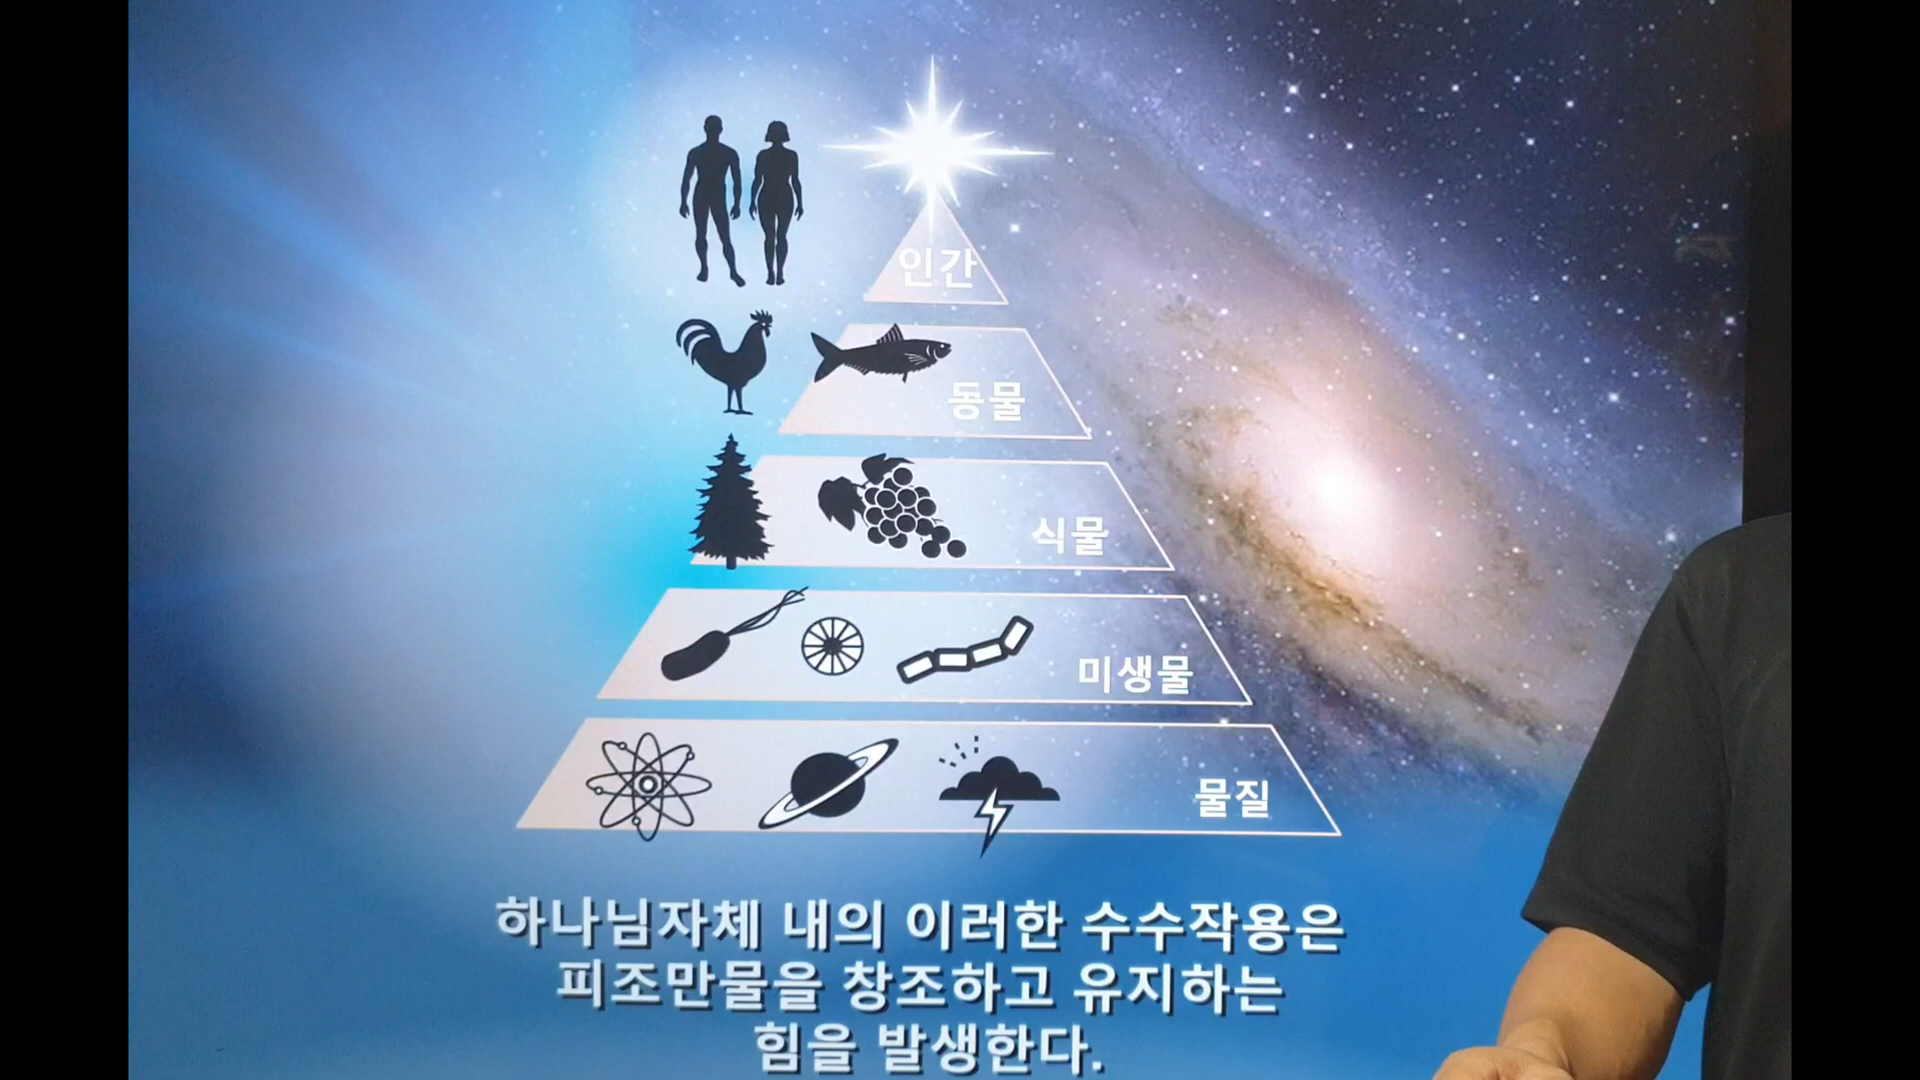 인간
동물
식물
미생물
물질
하나님자체 내의 이러한 수수작용은
피조만물을 창조하고 유지하는
힘을 발생한다.